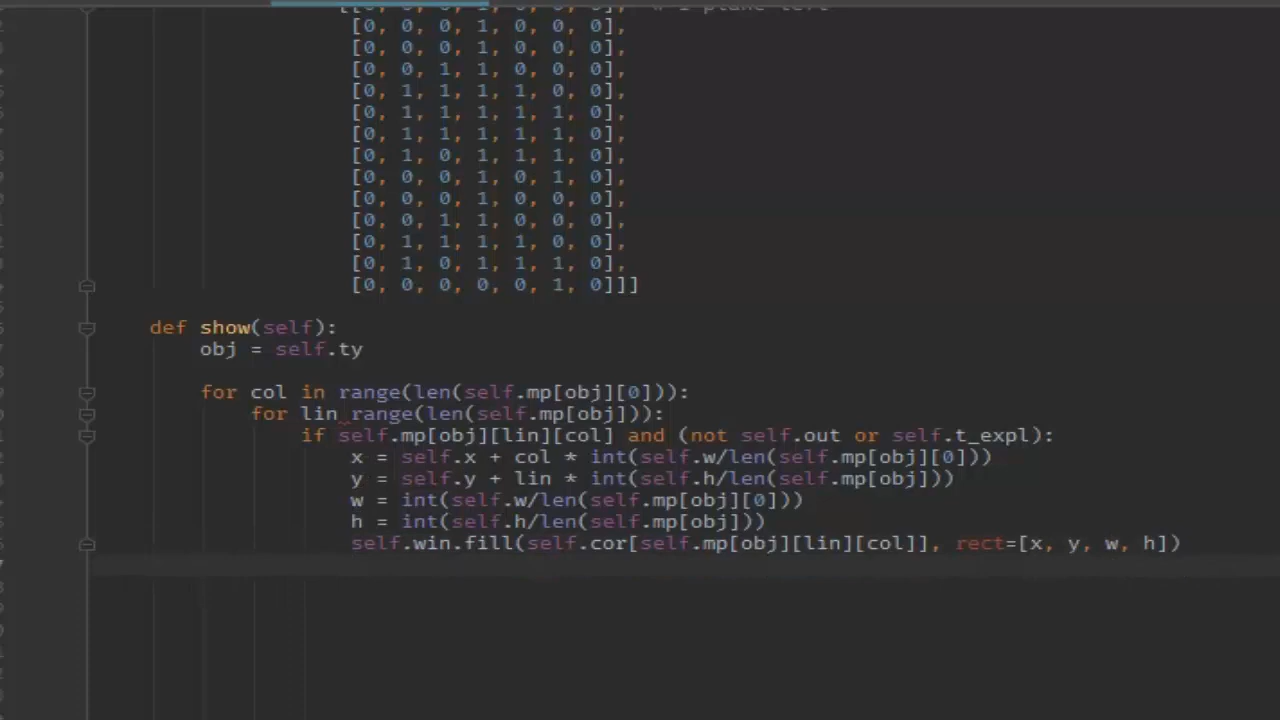 [0, 0, 0, 1, 0, 0, 0],
[0, 0, 0, 1, 0, 0, 0],
[0, 0, 1, 1, 0, 0, 0],
[0, 1, 1, 1, 1, 0, 0],
[0, 1, 1, 1, 1, 1, 0],
[0, 1, 1, 1, 1, 1, 0],
[0, 1, 0, 1, 1, 1, 0],
[0, 0, 0, 1, 0, 1, 0],
[0, 0, 0, 1, 0, 0, 0],
[0, 0, 1, 1, 0, 0, 0],
[0, 1, 1, 1, 1, 0, 0],
[0, 1, 0, 1, 1, 1, 0],
[0, 0, 0, 0, 0, 1, 0]]]
def show(self):
obj = self.ty
for col in range(len(self.mp[obj][0])):
for lin range(len(self.mp[obj])):
if self.mp[obj][lin][col] and (not self.out or self.t_expl):
x = self.x + col * int(self.w/len(self.mp[obj][0]))
y = self.y + lin * int(self.h/len(self.mp[obj]))
w = int(self.w/len(self.mp[obj][0]))
h = int(self.h/len(self.mp[obj]))
self.win.fill(self.cor[self.mp[obj][lin][col]], rect=[x, y, w, h])